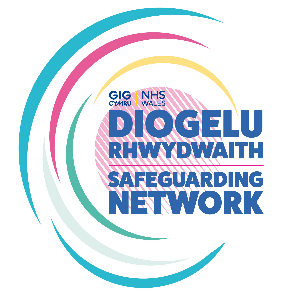 GIG NHS
CYMRU WALES
DIOGELU
RHWYDWAITH
SAFEGUARDING
NETWORK